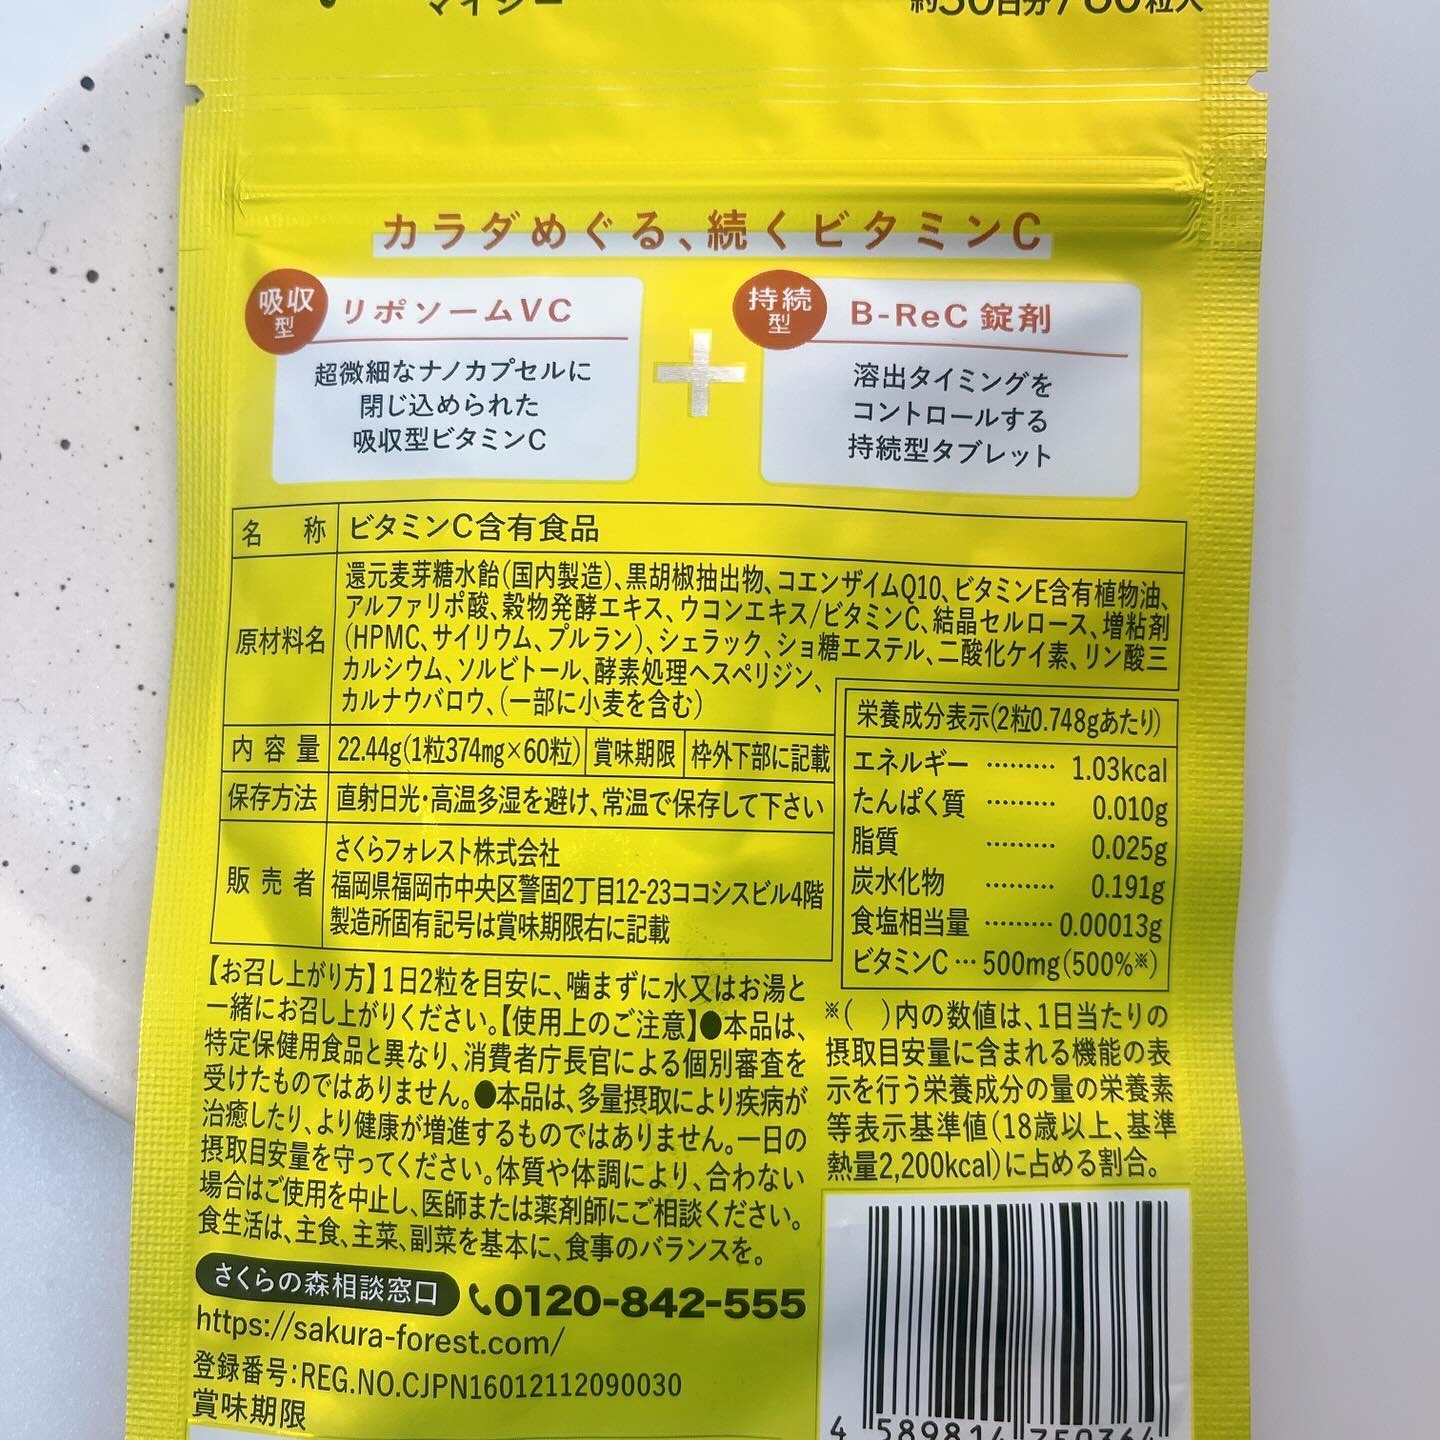 マイシー
約30日分/60粒入
カラダめぐる、続くビタミンC
吸収型
リポソームVC
超微細なナノカプセルに
閉じ込められた
吸収型ビタミンC
持続型
B-ReC 錠剤
溶出タイミングを
コントロールする
持続型タブレット
名称 ビタミンC含有食品
原材料名
還元麦芽糖水飴(国内製造)、黒胡椒抽出物、コエンザイムQ10、ビタミンE含有植物油、
アルファリポ酸、穀物発酵エキス、ウコンエキス/ビタミンC、結晶セルロース、増粘剤
(HPMC、サイリウム、プルラン)、シェラック、ショ糖エステル、二酸化ケイ素、リン酸三
カルシウム、ソルビトール、酵素処理ヘスペリジン、
カルナウバロウ、(一部に小麦を含む)
内容量 22.44g(1粒374mg×60粒) 賞味期限 枠外下部に記載
保存方法 直射日光・高温多湿を避け、常温で保存して下さい
販売者
さくらフォレスト株式会社
福岡県福岡市中央区警固2丁目12-23ココシスビル4階
製造所固有記号は賞味期限右に記載
栄養成分表示(2粒0.748gあたり)
エネルギー ……… 1.03kcal
たんぱく質 ……… 0.010g
脂質 ……… 0.025g
炭水化物 ……… 0.191g
食塩相当量 ……… 0.00013g
ビタミンC … 500mg(500%※)
※( )内の数値は、1日当たりの
摂取目安量に含まれる機能の表
示を行う栄養成分の量の栄養素
等表示基準値(18歳以上、基準
熱量2,200kcal)に占める割合。
【お召し上がり方】1日2粒を目安に、噛まずに水又はお湯と
一緒にお召し上がりください。【使用上のご注意】●本品は、
特定保健用食品と異なり、消費者庁長官による個別審査を
受けたものではありません。●本品は、多量摂取により疾病が
治癒したり、より健康が増進するものではありません。一日の
摂取目安量を守ってください。体質や体調により、合わない
場合はご使用を中止し、医師または薬剤師にご相談ください。
食生活は、主食、主菜、副菜を基本に、食事のバランスを。
さくらの森相談窓口 0120-842-555
https://sakura-forest.com/
登録番号:REG.NO.CJPN16012112090030
賞味期限
4 589814 750364